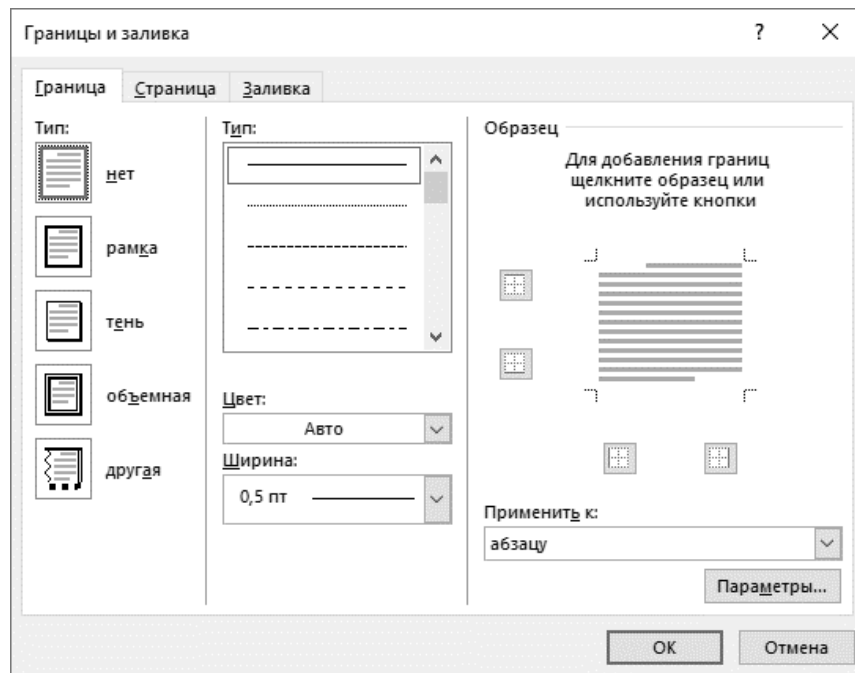 Границы и заливка
?
Граница Страница Заливка
Тип:
нет
рамка
тень
объемная
другая
Тип:
Цвет:
Авто
Ширина:
0,5 пт
Образец
Для добавления границ
щелкните образец или
используйте кнопки
Применить к:
абзацу
Параметры...
ОК Отмена